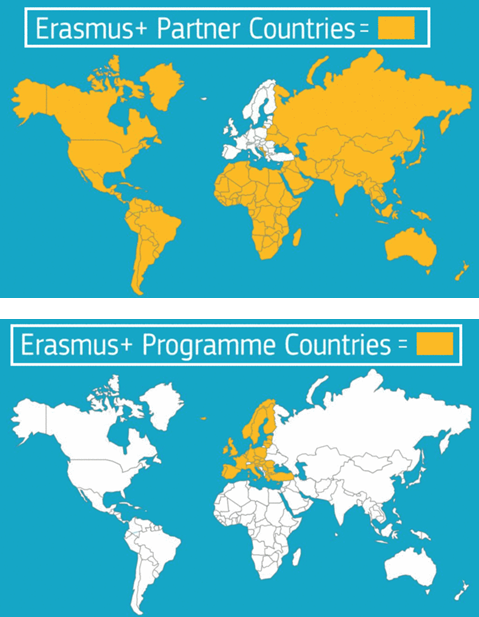 Erasmus+ Partner Countries =
Erasmus+ Programme Countries =